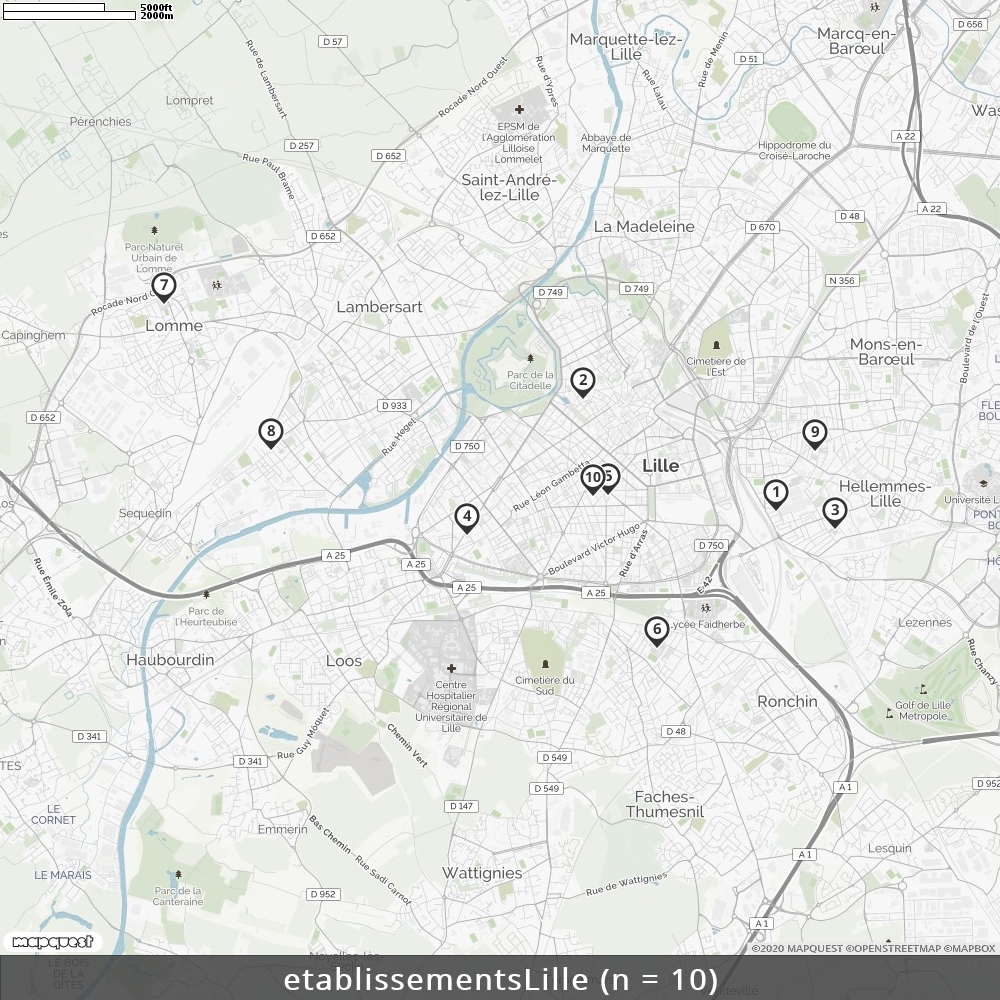 5000ft
2000m
D 57
Marquette-lez-
Lille
Marcq-en-
Barœul
D 656
D 51
Rue de Menin
Rue de Lambersart
Rocade Nord Ouest
Rue d'Ypres
Rue Lalau
Lompret
Pérenchies
EPSM de
l'Agglomération
Lilloise
Lommelet
Abbaye de
Marquette
Hippodrome du
Croisé-Laroche
A 22
Was
D 257
D 652
Rue Paul Brame
Saint-André-
lez-Lille
A 22
D 48
La Madeleine
D 670
D 652
Parc Naturel
Urbain de
Lomme
N 356
D 749
D 749
7
Rocade Nord O
Lambersart
Lomme
Capinghem
Mons-en-
Barœul
Boulevard de l'Ouest
Cimetière de
l'Est
Parc de la
Citadelle
2
D 933
D 652
FLE
BOU
8
Rue Hegel
D 750
9
Lille
Rue Léon Gambetta
10
5
Hellemmes-
Lille
Université L
1
3
4
Sequedin
os
PONT
BO
Boulevard Victor Hugo
Rue d'Arras
D 750
HÔ
A 25
A 25
A 25
A 25
E 42
Rue Émile Zola
Parc de
l'Heurteubise
Lycée Faidherbe
6
Lezennes
Haubourdin
Loos
Cimetière du
Sud
Centre
Hospitalier
Régional
Universitaire de
Lille
Rue Chanzy
Ronchin
Golf de Lille
Metropole
Rue Guy Môquet
Chemin Vert
D 341
D 48
D 341
D 549
TES
D 549
A 1
D 952
D 147
Faches-
Thumesnil
LE
CORNET
Emmerin
Bas Chemin - Rue Sadi Carnot
A 1
Lesquin
LE MARAIS
Wattignies
Rue de Wattignies
Parc de la
Canteraine
D 952
A 1
mapquest
©2020 MAPQUEST ©OPENSTREETMAP ©MAPBOX
LE BOIS
DE LA
GÎTES
etablissementsLille (n = 10)